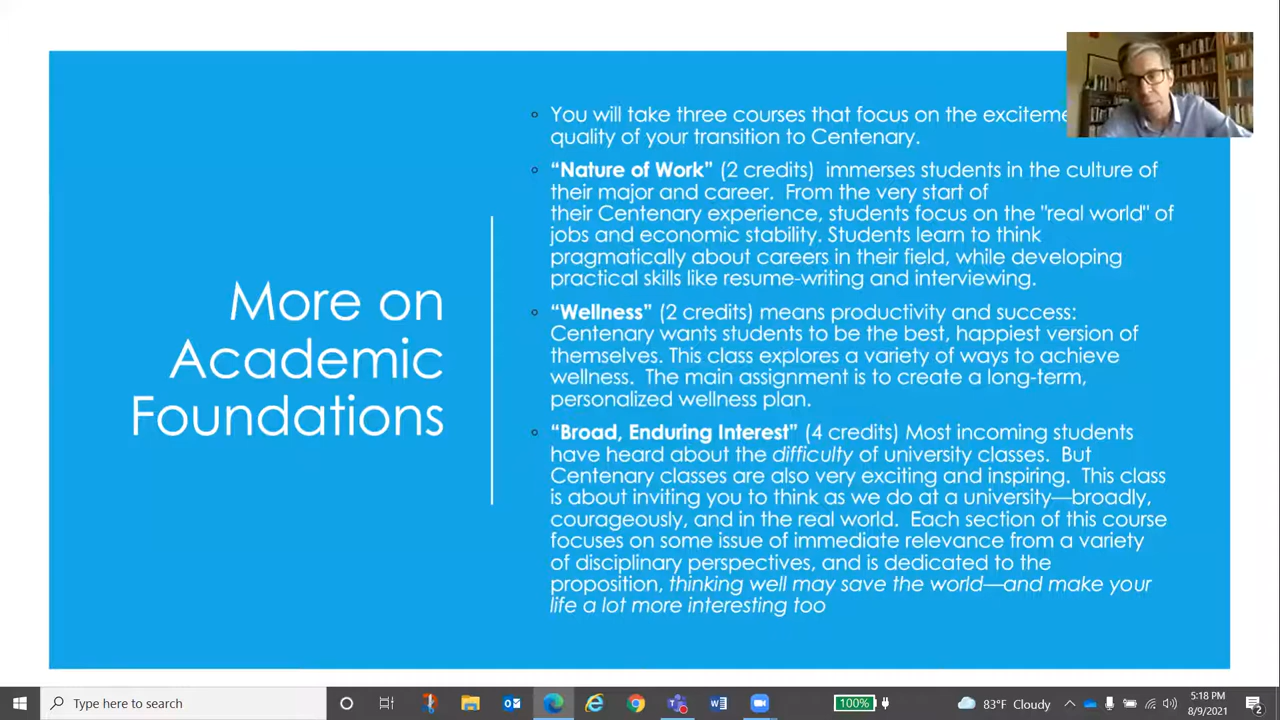 You will take three courses that focus on the
quality of your transition to Centenary.
"Nature of Work" (2 credits) immerses students in the culture of
their major and career. From the very start of
their Centenary experience, students focus on the "real world" of
jobs and economic stability. Students learn to think
pragmatically about careers in their field, while developing
practical skills like resume-writing and interviewing.
"Wellness" (2 credits) means productivity and success:
Centenary wants students to be the best, happiest version of
themselves. This class explores a variety of ways to achieve
wellness. The main assignment is to create a long-term,
personalized wellness plan.
"Broad, Enduring Interest" (4 credits) Most incoming students
have heard about the difficulty of university classes. But
Centenary classes are also very exciting and inspiring. This class
is about inviting you to think as we do at a university—broadly,
courageously, and in the real world. Each section of this course
focuses on some issue of immediate relevance from a variety
of disciplinary perspectives, and is dedicated to the
proposition, thinking well may save the world—and make your
life a lot more interesting too
More on
Academic
Foundations
Type here to search
100%
83°F Cloudy
5:18 PM
8/9/2021
2